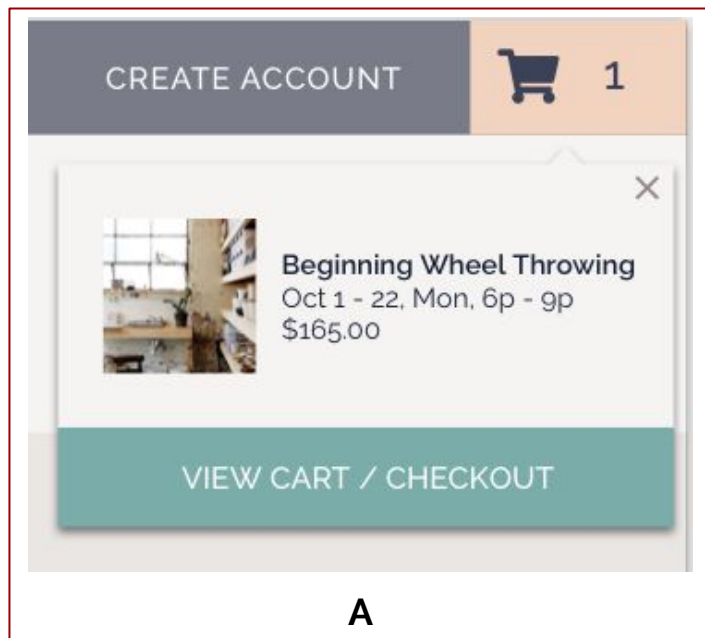 CREATE ACCOUNT 1
Beginning Wheel Throwing
Oct 1 - 22, Mon, 6p - 9p
$165.00
VIEW CART / CHECKOUT
A